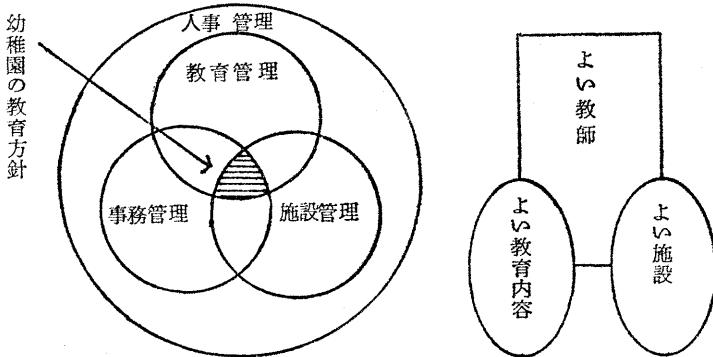 幼稚園の教育方針
人事管理
教育管理
事務管理
施設管理
よい教師
よい教育内容
よい施設